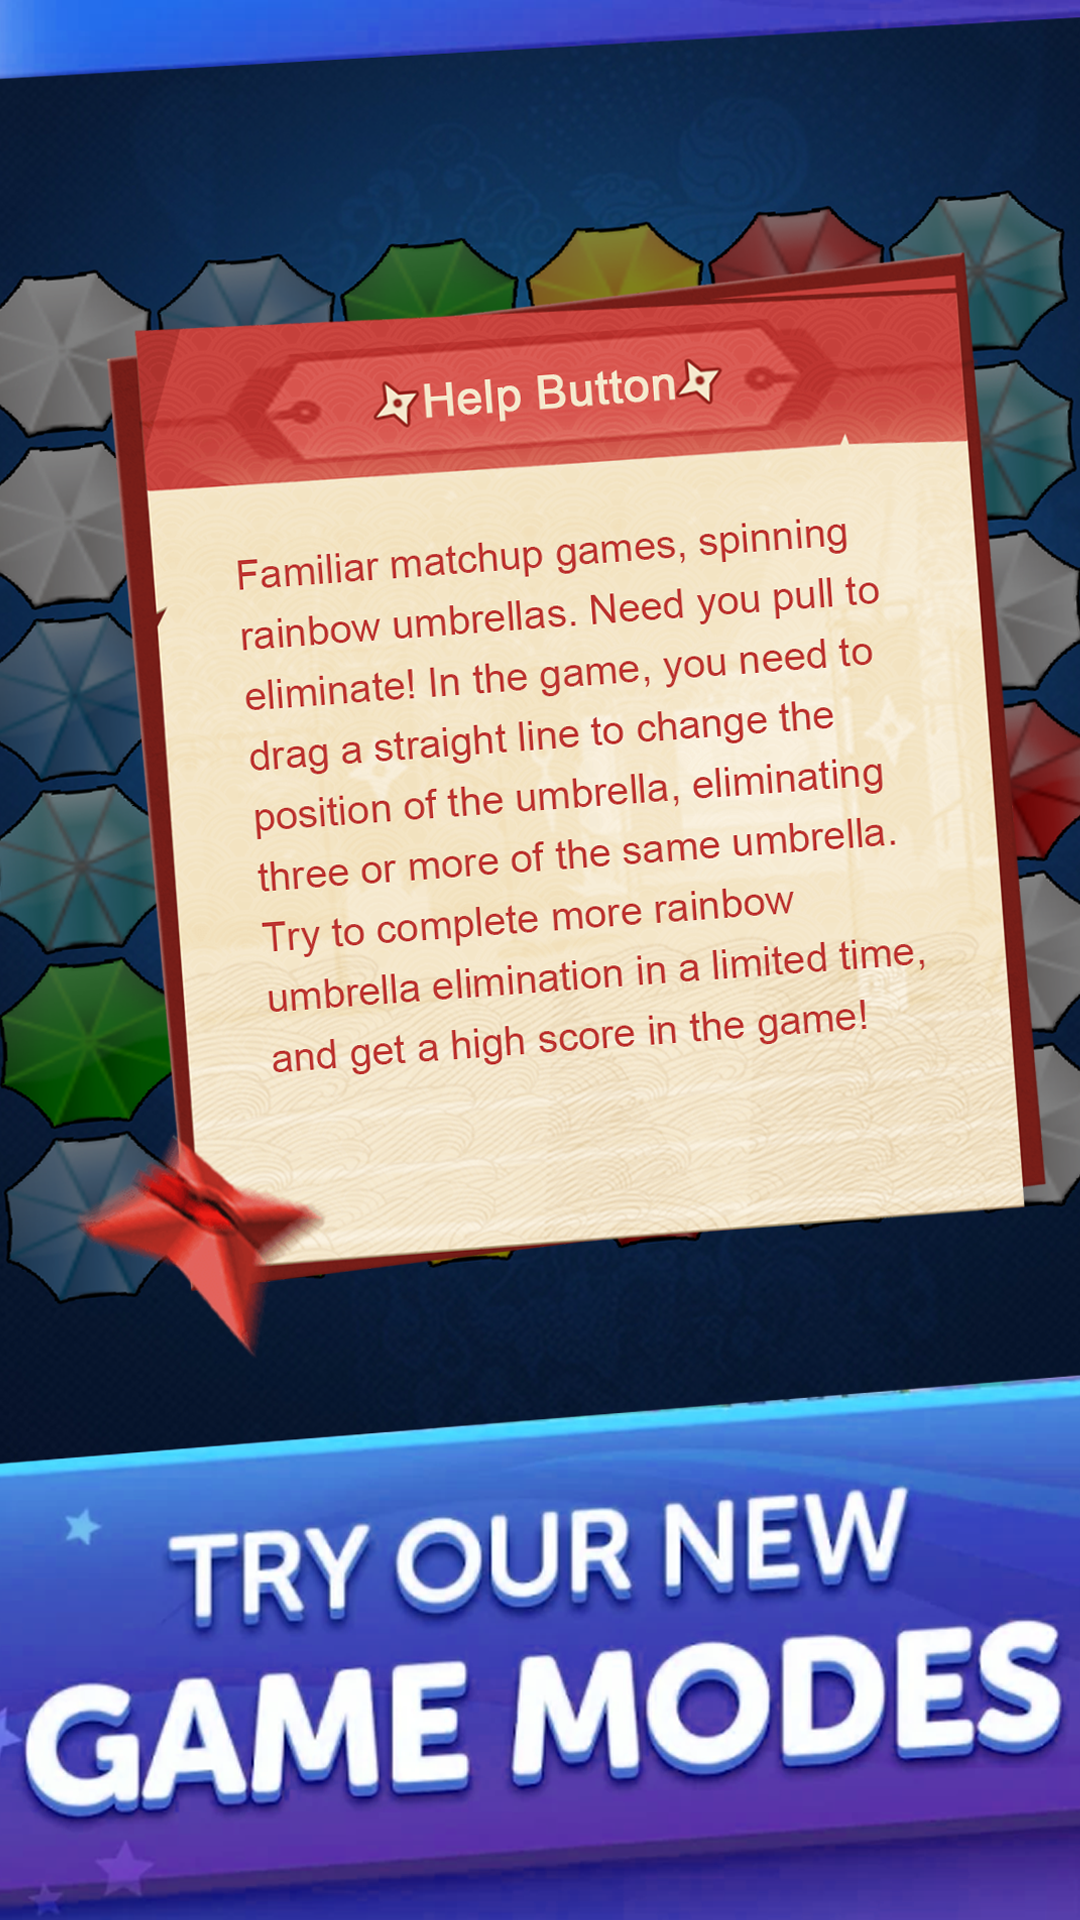 Help Button
Familiar matchup games, spinning
rainbow umbrellas. Need you pull to
eliminate! In the game, you need to
drag a straight line to change the
position of the umbrella, eliminating
three or more of the same umbrella.
Try to complete more rainbow
umbrella elimination in a limited time,
and get a high score in the game!
TRY OUR NEW
GAME MODES